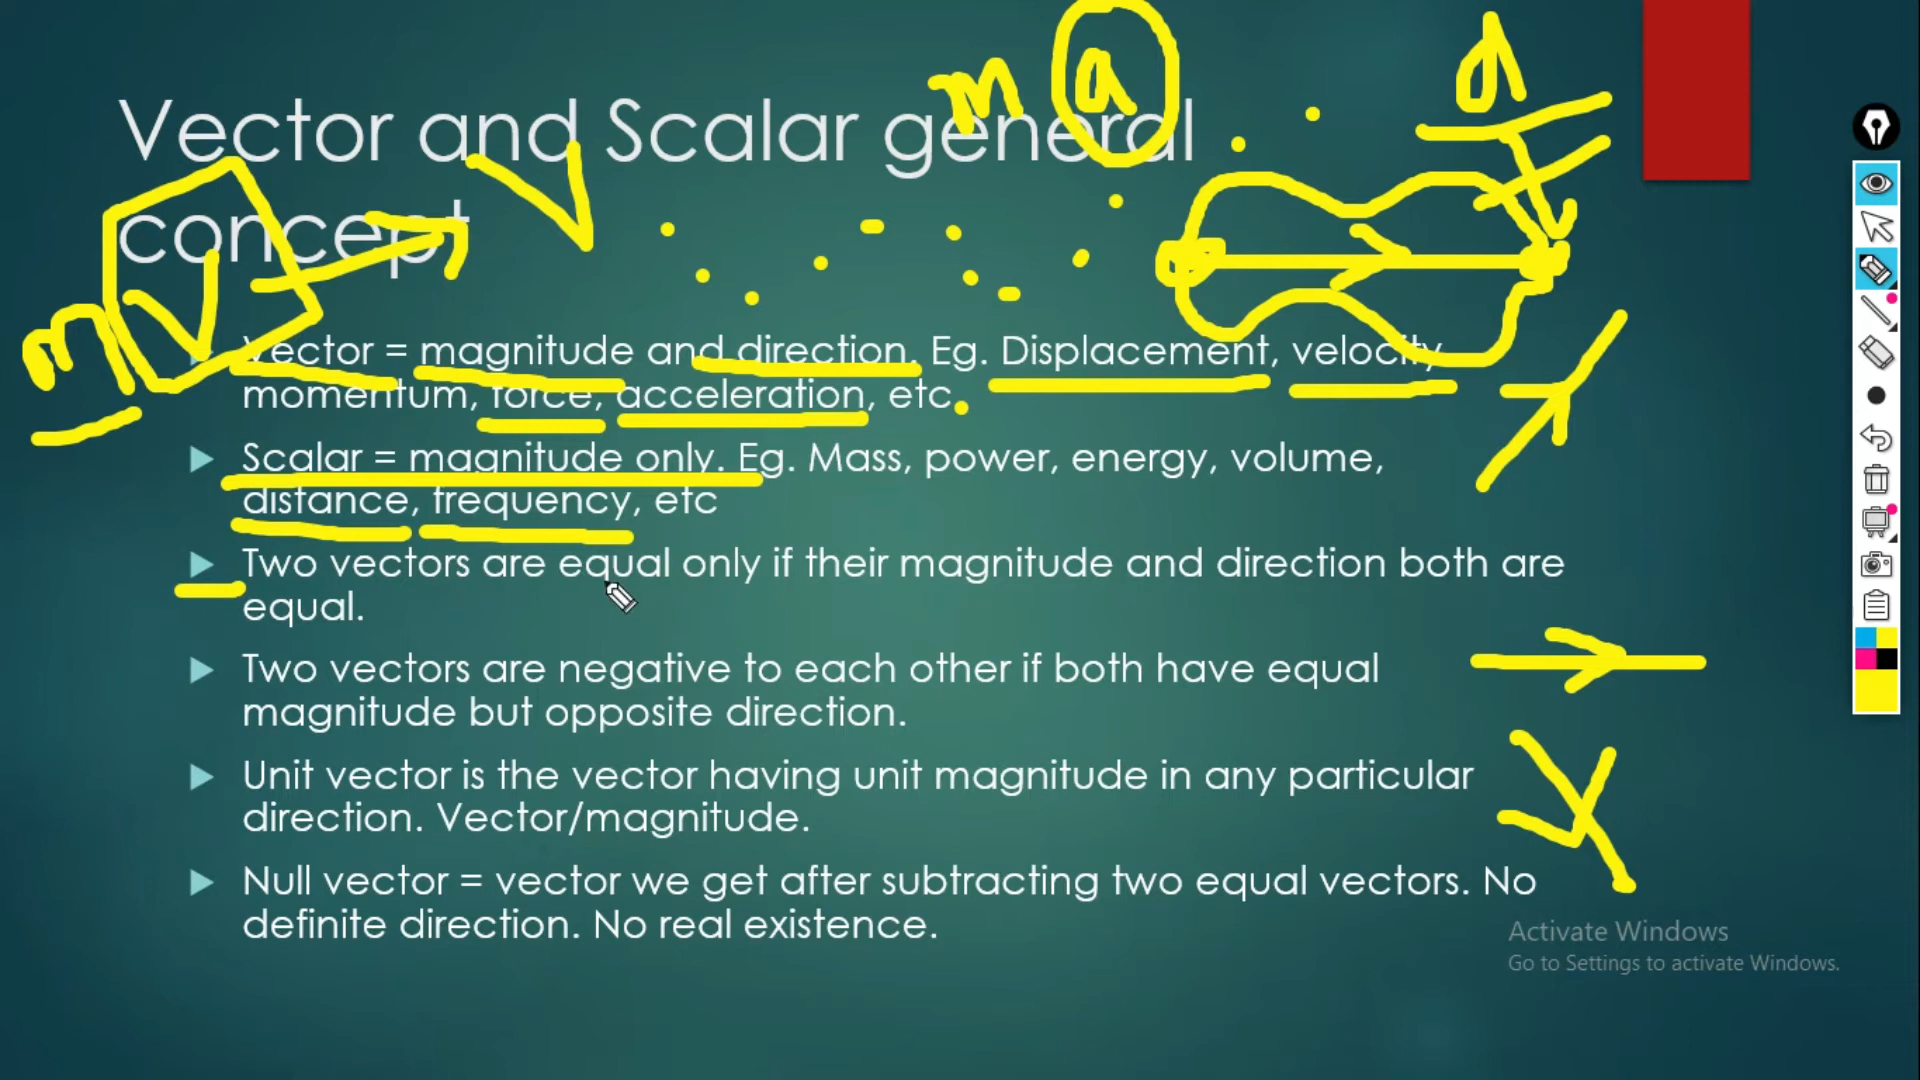 m a
d
Vector and Scalar general
concept
V
m V
Vector = magnitude and direction. Eg. Displacement, velocity
momentum, force, acceleration, etc.
Scalar = magnitude only. Eg. Mass, power, energy, volume,
distance, frequency, etc
Two vectors are equal only if their magnitude and direction both are
equal.
Two vectors are negative to each other if both have equal
magnitude but opposite direction.
Unit vector is the vector having unit magnitude in any particular
direction. Vector/magnitude.
Null vector = vector we get after subtracting two equal vectors. No
definite direction. No real existence.
Activate Windows
Go to Settings to activate Windows.